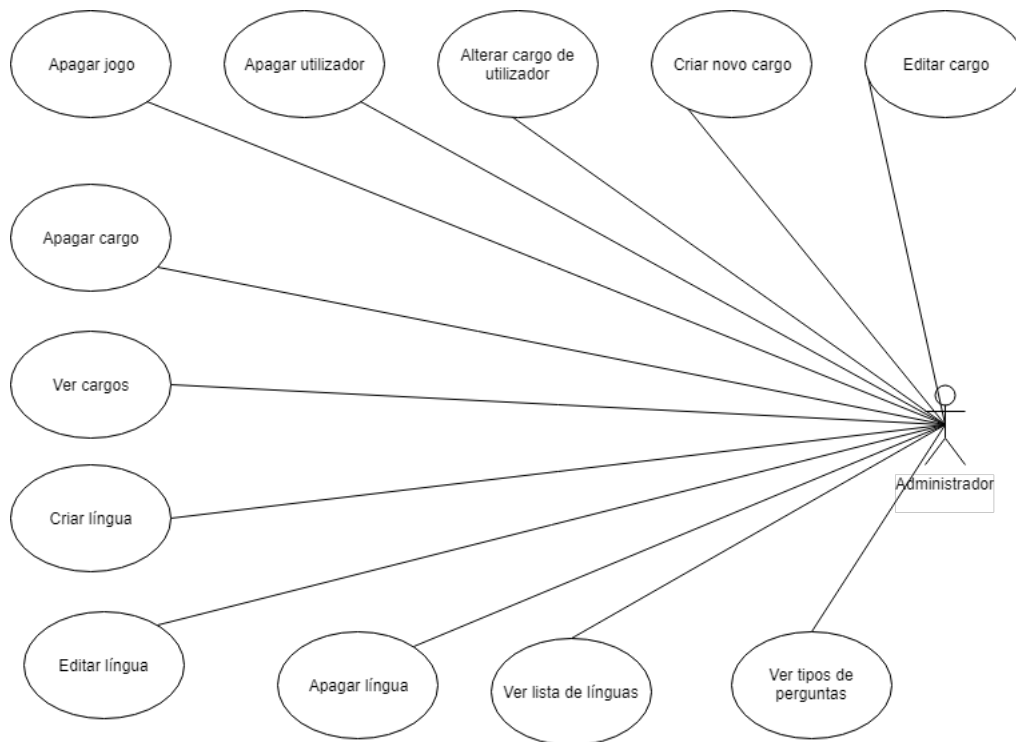 Apagar jogo
Apagar utilizador
Alterar cargo de
utilizador
Criar novo cargo
Editar cargo
Apagar cargo
Ver cargos
Criar língua
Administrador
Editar língua
Apagar língua
Ver lista de línguas
Ver tipos de
perguntas